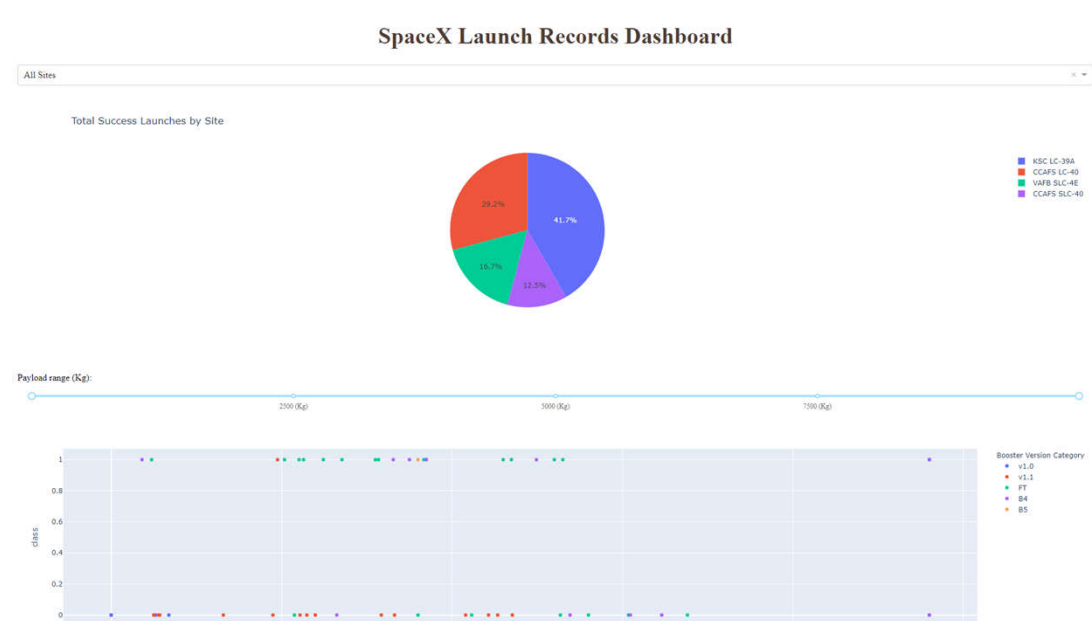 SpaceX Launch Records Dashboard
All Sites
Total Success Launches by Site
KSC LC-39A
CCAFS LC-40
VAFB SLC-4E
CCAFS SLC-40
29.2%
41.7%
16.7%
12.5%
Payload range (Kg):
2500 (Kg) 5000 (Kg) 7500 (Kg)
Booster Version Category
v1.0
v1.1
FT
B4
B5
1
0.8
0.6
0.4
0.2
0
class